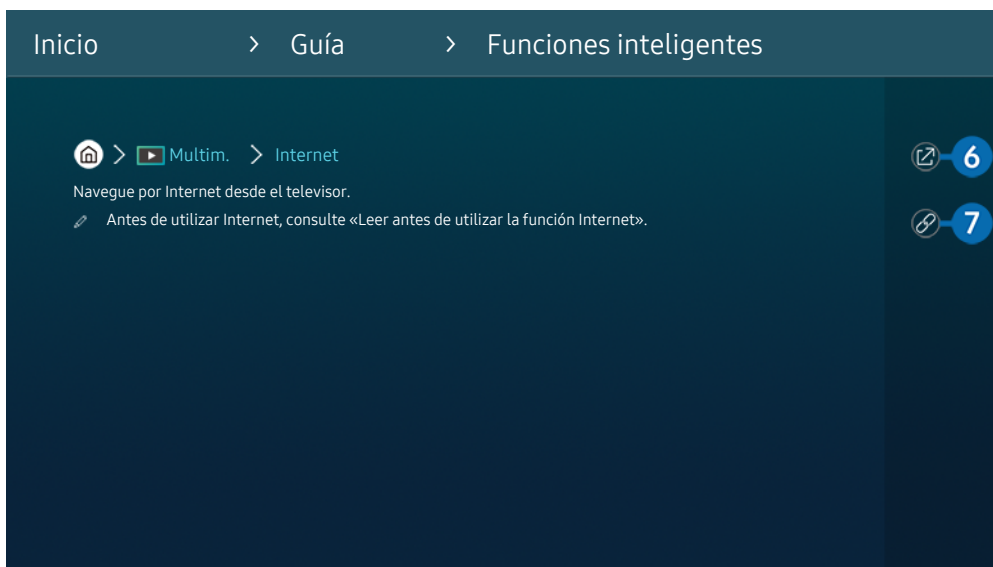 Inicio > Guía > Funciones inteligentes
> Multim. > Internet
6
Navegue por Internet desde el televisor.
Antes de utilizar Internet, consulte «Leer antes de utilizar la función Internet».
7